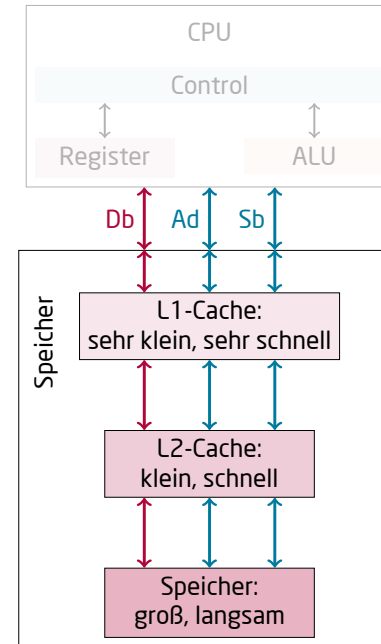 CPU
Control
Register
ALU
Db
Ad
Sb
Speicher
L1-Cache:
sehr klein, sehr schnell
L2-Cache:
klein, schnell
Speicher:
groß, langsam